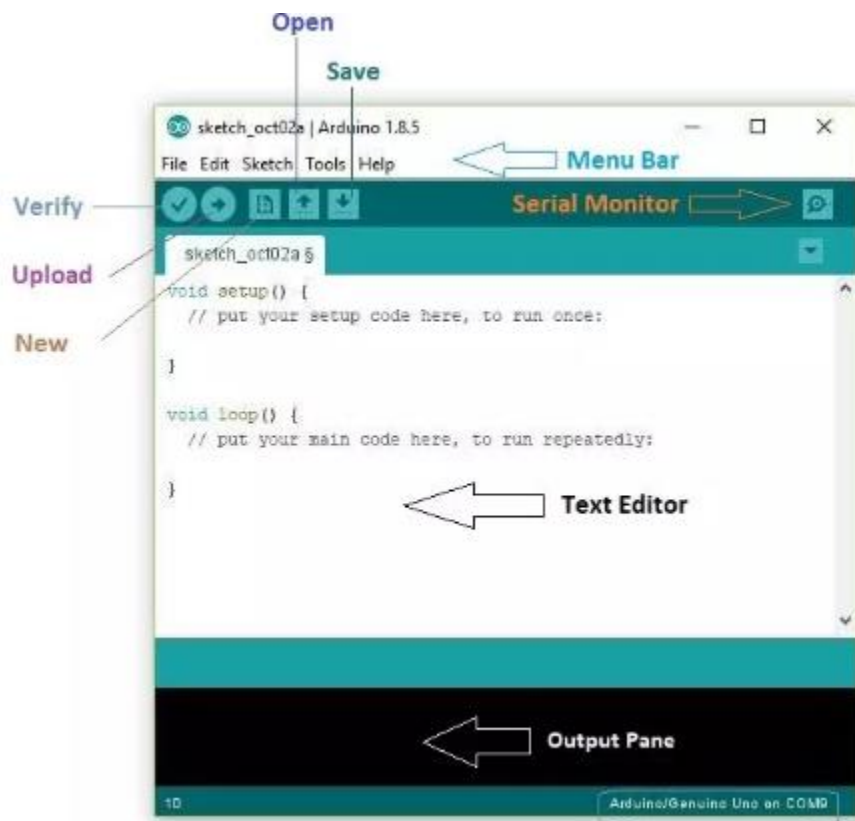 Open
Save
sketch_oct02a | Arduino 1.8.5
File Edit Sketch Tools Help
Menu Bar
Verify
Serial Monitor
sketch_oct02a §
Upload
void setup() {
// put your setup code here, to run once:
New
}
void loop() {
// put your main code here, to run repeatedly:
}
Text Editor
Output Pane
10
Arduino/Genuino Uno on COM9